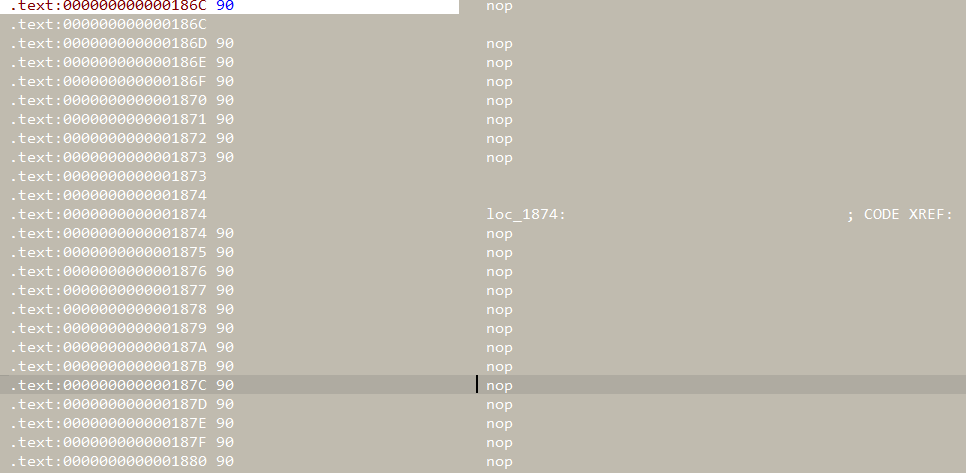 .text:000000000000186C 90 nop
.text:000000000000186C
.text:000000000000186D 90 nop
.text:000000000000186E 90 nop
.text:000000000000186F 90 nop
.text:0000000000001870 90 nop
.text:0000000000001871 90 nop
.text:0000000000001872 90 nop
.text:0000000000001873 90 nop
.text:0000000000001873
.text:0000000000001874
.text:0000000000001874 loc_1874: ; CODE XREF:
.text:0000000000001874 90 nop
.text:0000000000001875 90 nop
.text:0000000000001876 90 nop
.text:0000000000001877 90 nop
.text:0000000000001878 90 nop
.text:0000000000001879 90 nop
.text:000000000000187A 90 nop
.text:000000000000187B 90 nop
.text:000000000000187C 90 nop
.text:000000000000187D 90 nop
.text:000000000000187E 90 nop
.text:000000000000187F 90 nop
.text:0000000000001880 90 nop